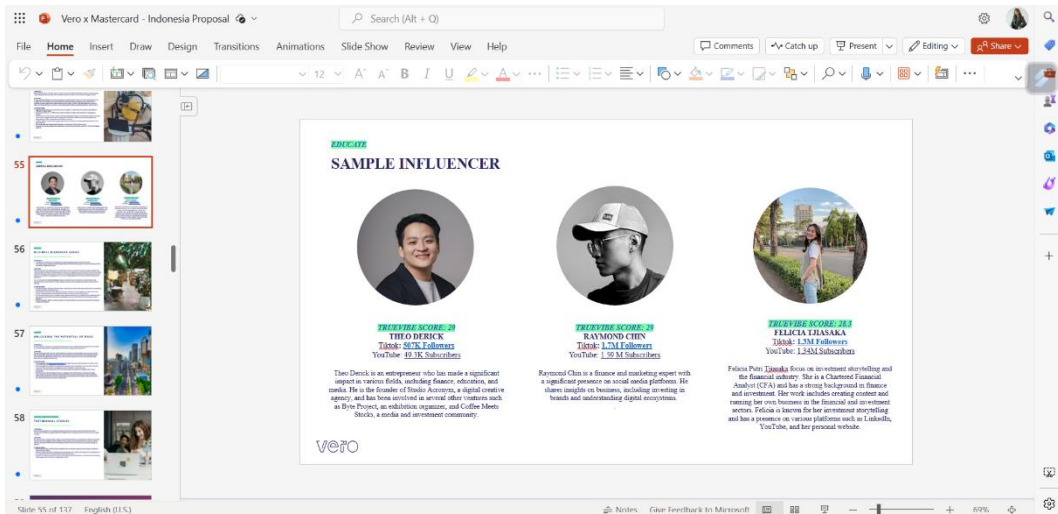 Vero x Mastercard - Indonesia Proposal
Search (Alt + Q)
File Home Insert Draw Design Transitions Animations Slide Show Review View Help
Comments Catch up Present Editing Share
12 A A B I U A
55
56
57
58
EDUCATE
SAMPLE INFLUENCER
TRUEVIBE SCORE: 29
THEO DERICK
Tiktok: 507K Followers
YouTube: 49.3K Subscribers
Theo Derick is an entrepreneur who has made a significant
impact in various fields, including finance, education, and
media. He is the founder of Studio Acronym, a digital creative
agency, and has been involved in several other ventures such
as Byte Project, an exhibition organizer, and Coffee Meets
Stocks, a media and investment community.
TRUEVIBE SCORE: 29
RAYMOND CHIN
Tiktok: 1.7M Followers
YouTube: 1.59 M Subscribers
Raymond Chin is a finance and marketing expert with
a significant presence on social media platforms. He
shares insights on business, including investing in
brands and understanding digital ecosystems.
TRUEVIBE SCORE: 28.5
FELICIA TJIASAKA
Tiktok: 1.3M Followers
YouTube: 1.34M Subscribers
Felicia Putri Tjiasaka focus on investment storytelling and
the financial industry. She is a Chartered Financial
Analyst (CFA) and has a strong background in finance
and investment. Her work includes creating content and
running her own business in the financial and investment
sectors. Felicia is known for her investment storytelling
and has a presence on various platforms such as LinkedIn,
YouTube, and her personal website.
vero
Slide 55 of 137 English (U.S.) Notes Give Feedback to Microsoft 69%